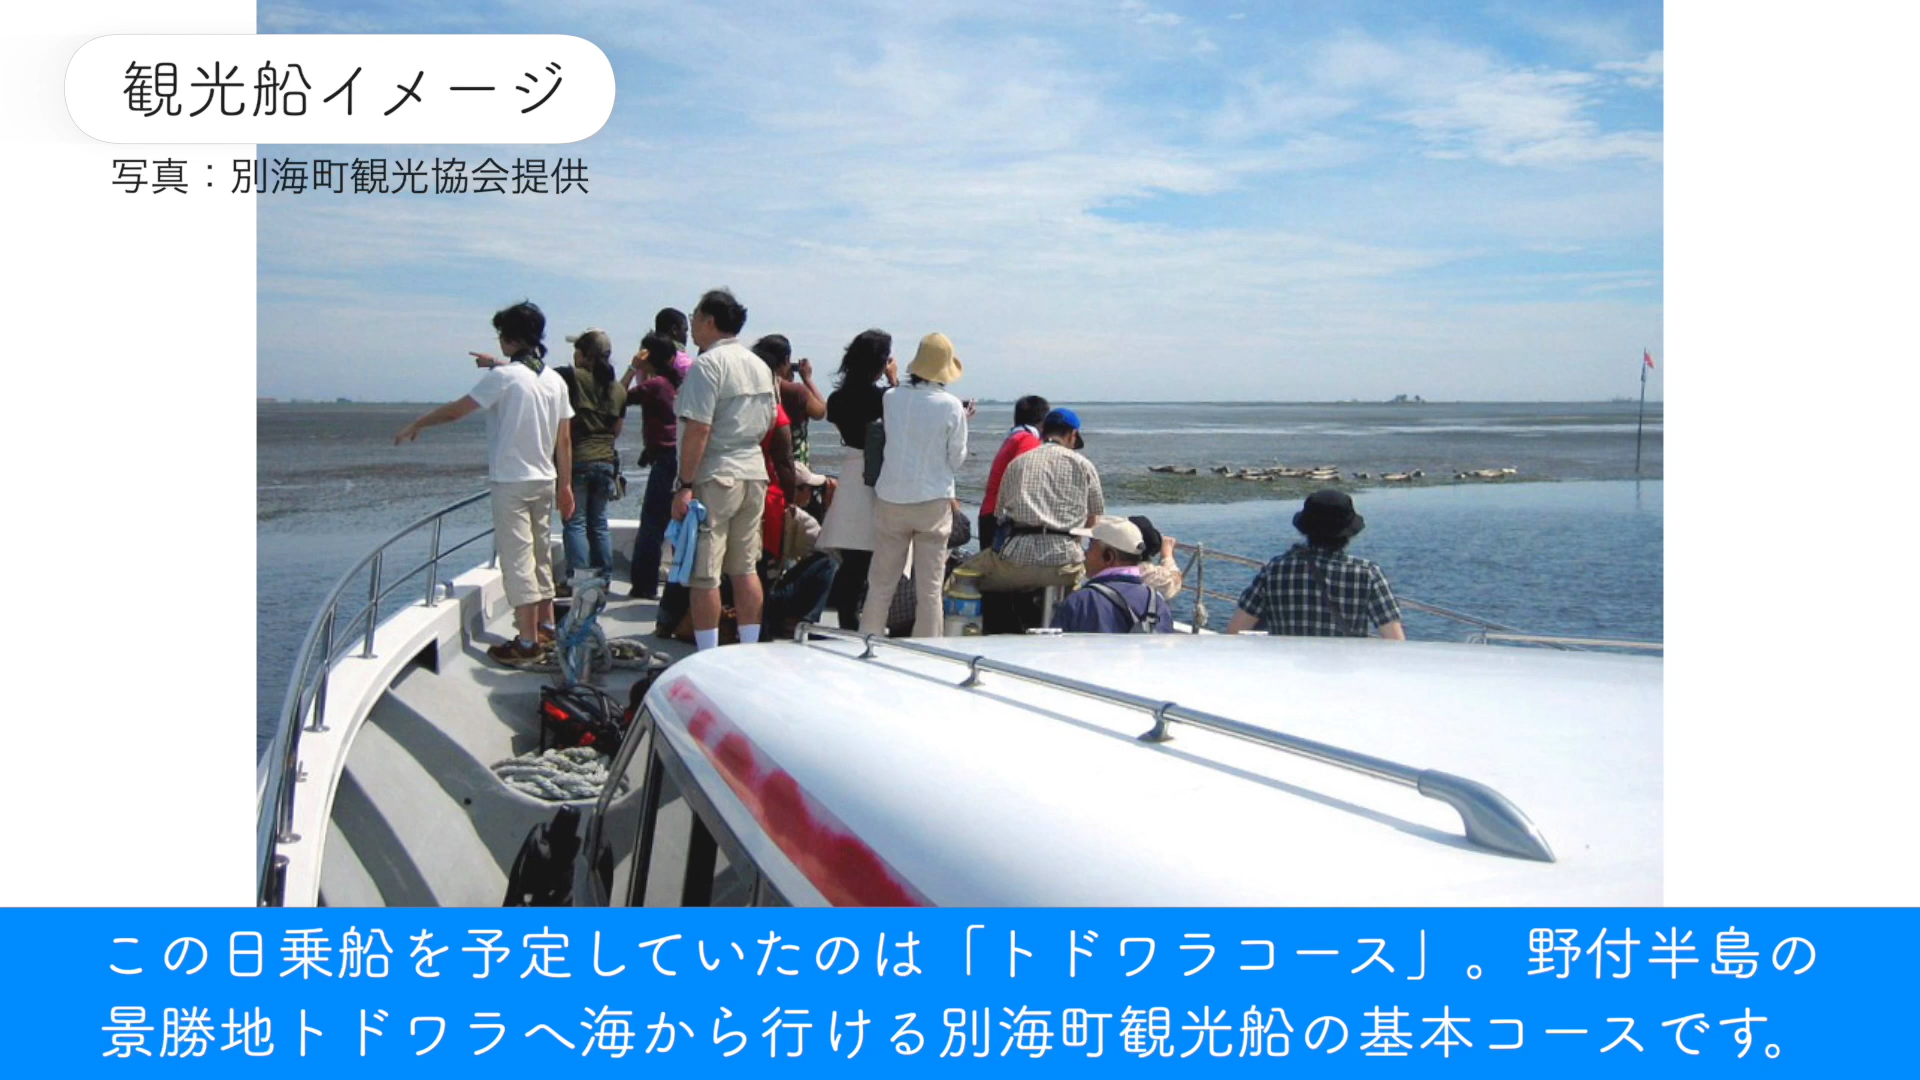 観光船イメージ
写真：別海町観光協会提供
この日乗船を予定していたのは「トドワラコース」。野付半島の
景勝地トドワラへ海から行ける別海町観光船の基本コースです。